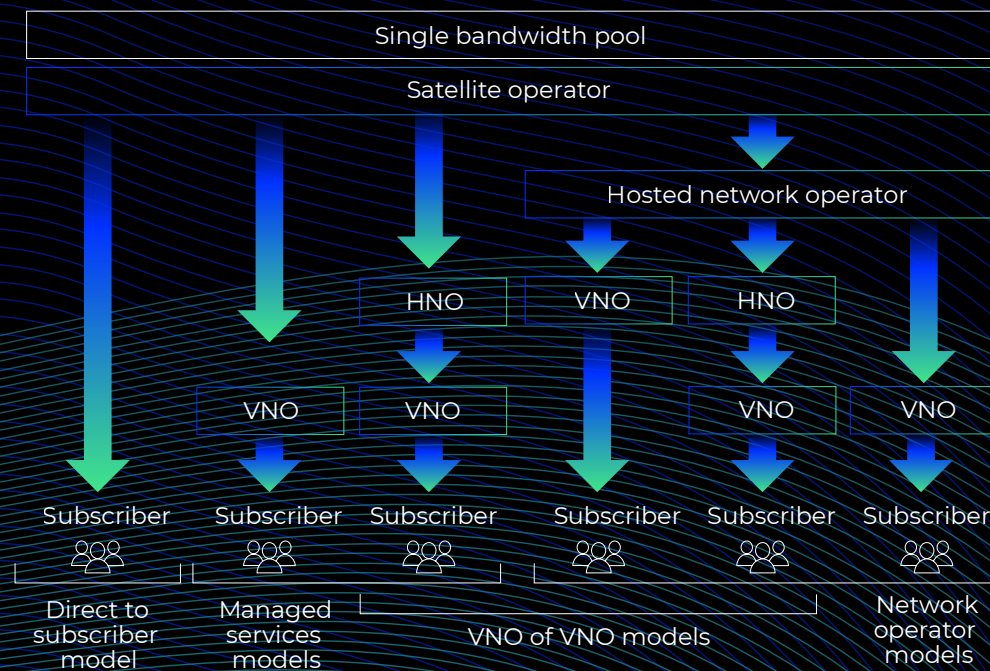 Single bandwidth pool
Satellite operator
Hosted network operator
HNO
VNO
HNO
VNO
VNO
VNO
VNO
Subscriber
Subscriber
Subscriber
Subscriber
Subscriber
Subscriber
Direct to
subscriber
model
Managed
services
models
VNO of VNO models
Network
operator
models